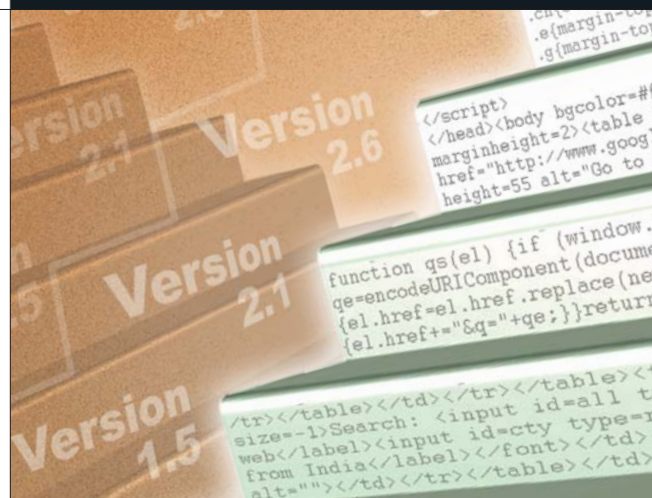 2.1
.e{margin-top
.g{margin-top
</script>
</head><body bgcolor=#f
marginheight=2><table
href="http://www.goog
height=55 alt="Go to
Version
2.6
function qs(el) {if (window.
qe=encodeURIComponent(docume
{el.href=el.href.replace(ne
{el.href+="&q="+qe;}}return
Version
2.1
/tr></table></td></tr></table><
size=-1>Search: <input id=all t
web</label><input id=cty type=r
from India</label></font></td>
alt=""></td></tr></table></td>
Version
1.5